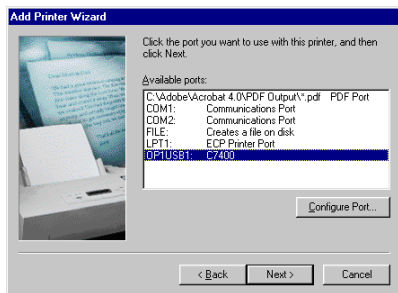 Add Printer Wizard
Click the port you want to use with this printer, and then
click Next.
Available ports:
C:\Adobe\Acrobat 4.0\PDF Output\*.pdf PDF Port
COM1: Communications Port
COM2: Communications Port
FILE: Creates a file on disk
LPT1: ECP Printer Port
OP1USB1: C7400
Configure Port...
< Back
Next >
Cancel